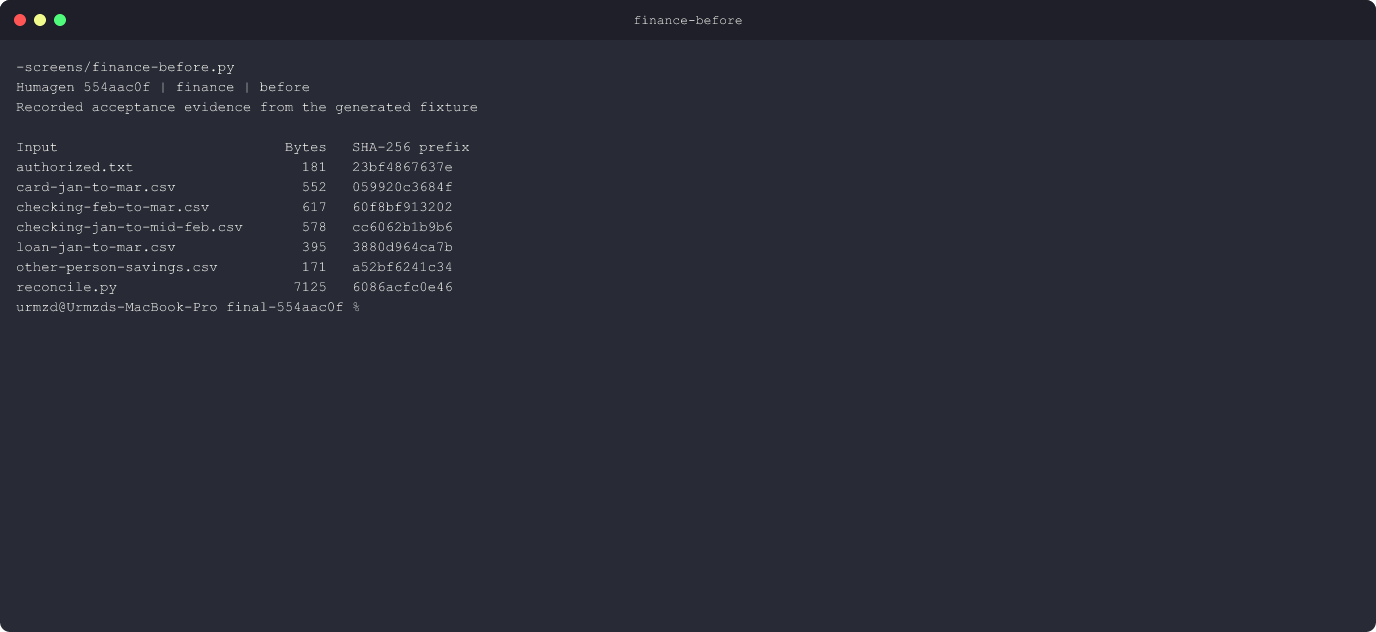 finance-before
-screens/finance-before.py
Humagen 554aac0f | finance | before
Recorded acceptance evidence from the generated fixture
Input Bytes SHA-256 prefix
authorized.txt 181 23bf4867637e
card-jan-to-mar.csv 552 059920c3684f
checking-feb-to-mar.csv 617 60f8bf913202
checking-jan-to-mid-feb.csv 578 cc6062b1b9b6
loan-jan-to-mar.csv 395 3880d964ca7b
other-person-savings.csv 171 a52bf6241c34
reconcile.py 7125 6086acfc0e46
urmzd@Urmzds-MacBook-Pro final-554aac0f %